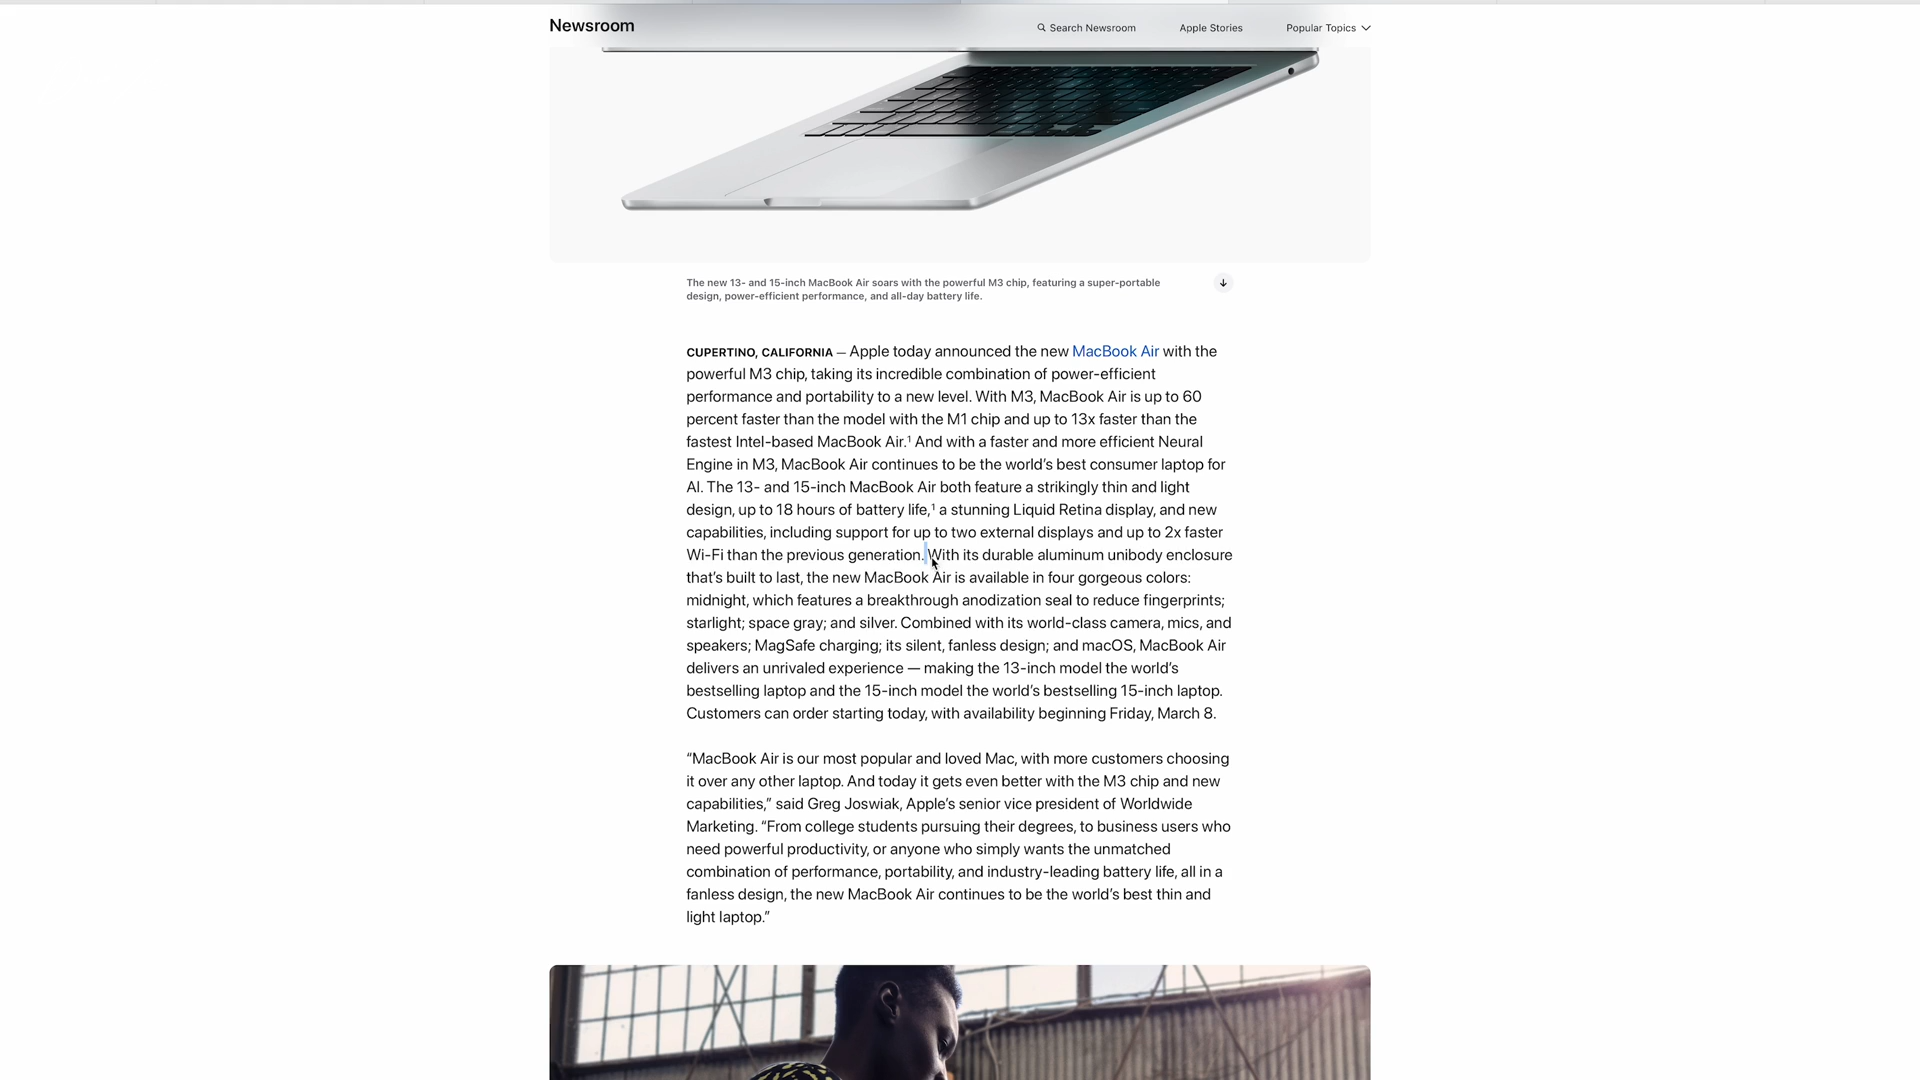 Newsroom
Search Newsroom
Apple Stories
Popular Topics
The new 13- and 15-inch MacBook Air soars with the powerful M3 chip, featuring a super-portable
design, power-efficient performance, and all-day battery life.
CUPERTINO, CALIFORNIA — Apple today announced the new MacBook Air with the
powerful M3 chip, taking its incredible combination of power-efficient
performance and portability to a new level. With M3, MacBook Air is up to 60
percent faster than the model with the M1 chip and up to 13x faster than the
fastest Intel-based MacBook Air.¹ And with a faster and more efficient Neural
Engine in M3, MacBook Air continues to be the world’s best consumer laptop for
AI. The 13- and 15-inch MacBook Air both feature a strikingly thin and light
design, up to 18 hours of battery life,¹ a stunning Liquid Retina display, and new
capabilities, including support for up to two external displays and up to 2x faster
Wi-Fi than the previous generation. With its durable aluminum unibody enclosure
that’s built to last, the new MacBook Air is available in four gorgeous colors:
midnight, which features a breakthrough anodization seal to reduce fingerprints;
starlight; space gray; and silver. Combined with its world-class camera, mics, and
speakers; MagSafe charging; its silent, fanless design; and macOS, MacBook Air
delivers an unrivaled experience — making the 13-inch model the world’s
bestselling laptop and the 15-inch model the world’s bestselling 15-inch laptop.
Customers can order starting today, with availability beginning Friday, March 8.
“MacBook Air is our most popular and loved Mac, with more customers choosing
it over any other laptop. And today it gets even better with the M3 chip and new
capabilities,” said Greg Joswiak, Apple’s senior vice president of Worldwide
Marketing. “From college students pursuing their degrees, to business users who
need powerful productivity, or anyone who simply wants the unmatched
combination of performance, portability, and industry-leading battery life, all in a
fanless design, the new MacBook Air continues to be the world’s best thin and
light laptop.”